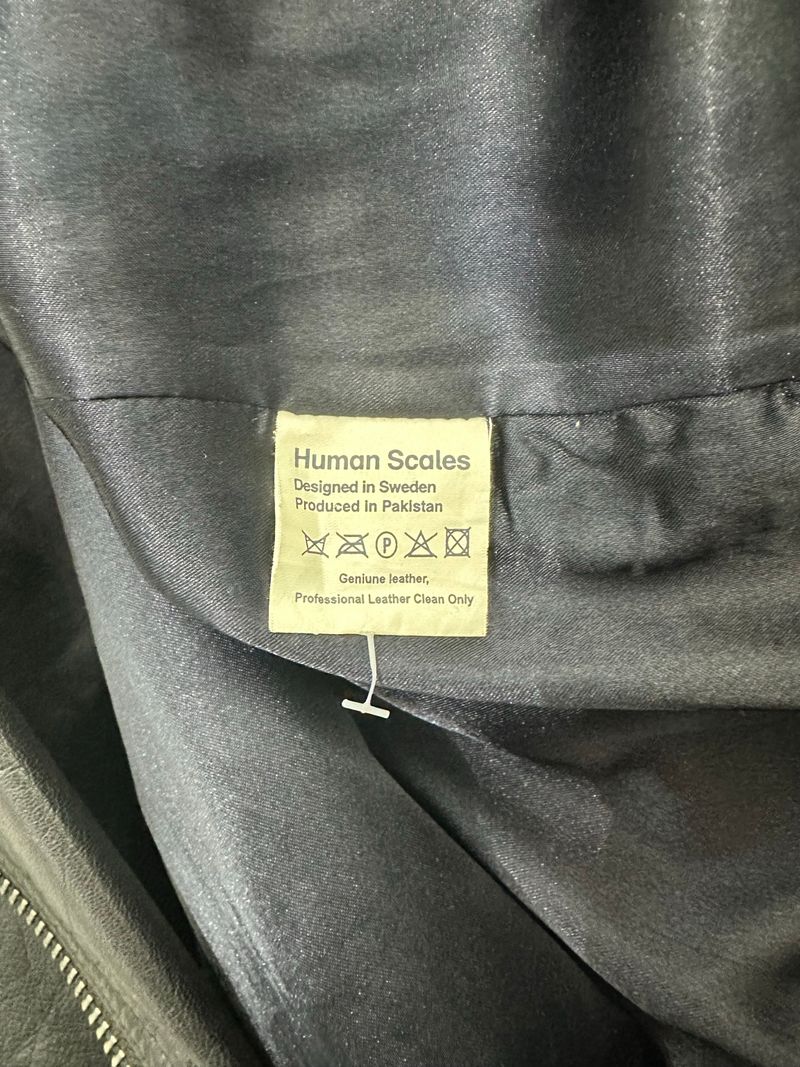 Human Scales
Designed in Sweden
Produced in Pakistan
P
Geniune leather,
Professional Leather Clean Only